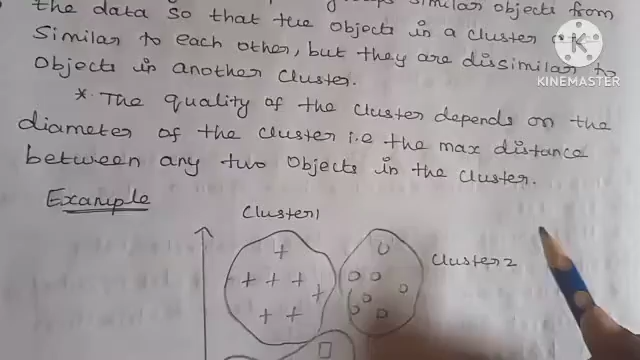 the data so that the objects in a cluster are
Similar to each other, but they are dissimilar to
Objects in another cluster.
*. The quality of the cluster depends on the
diameter of the cluster i.e the max distance
between any two Objects in the cluster.
Example
Cluster1
Cluster2
K
KINEMASTER